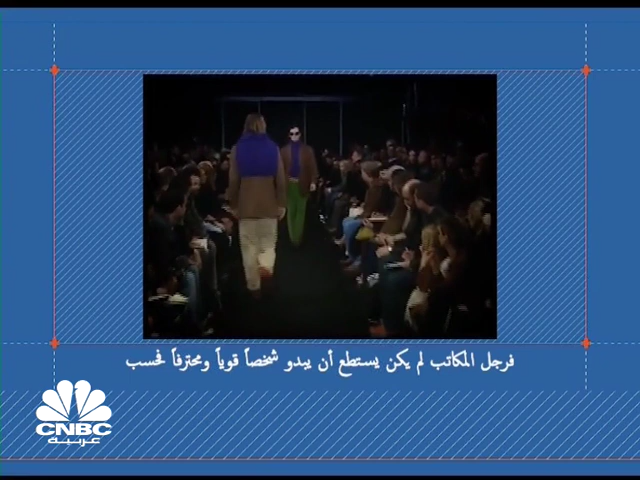 فرجل المكاتب لم يكن يستطع أن يبدو شخصاً قوياً ومحترفاً فحسب
CNBC
عربية